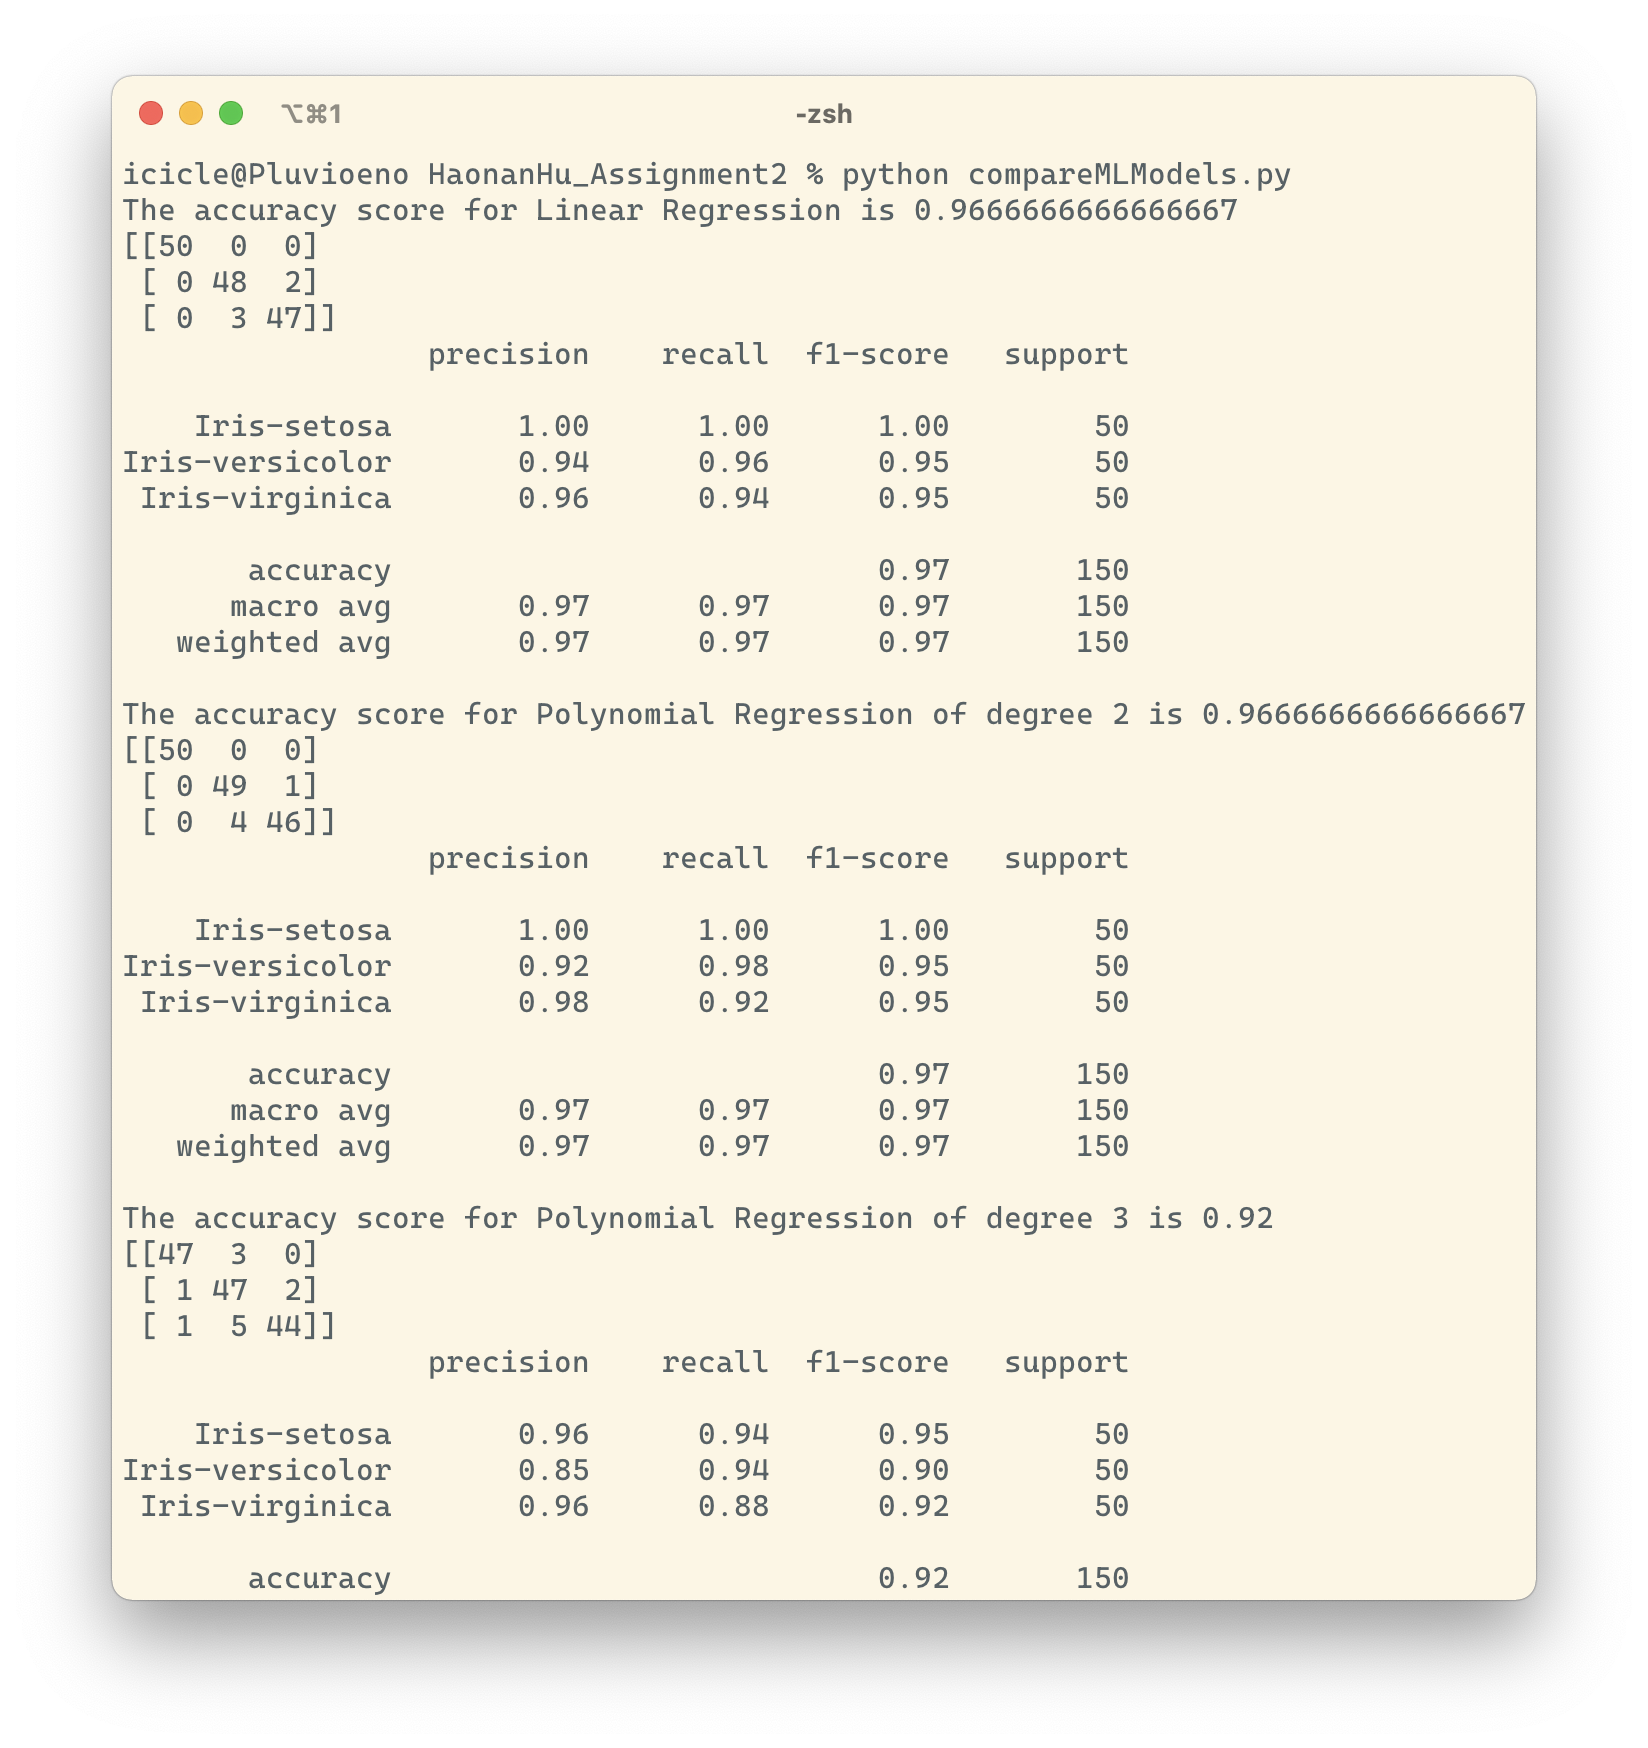 ⌥⌘1 -zsh
icicle@Pluvioeno HaonanHu_Assignment2 % python compareMLModels.py
The accuracy score for Linear Regression is 0.9666666666666667
[[50  0  0]
 [ 0 48  2]
 [ 0  3 47]]
                 precision    recall  f1-score   support

    Iris-setosa       1.00      1.00      1.00        50
Iris-versicolor       0.94      0.96      0.95        50
 Iris-virginica       0.96      0.94      0.95        50

       accuracy                           0.97       150
      macro avg       0.97      0.97      0.97       150
   weighted avg       0.97      0.97      0.97       150

The accuracy score for Polynomial Regression of degree 2 is 0.9666666666666667
[[50  0  0]
 [ 0 49  1]
 [ 0  4 46]]
                 precision    recall  f1-score   support

    Iris-setosa       1.00      1.00      1.00        50
Iris-versicolor       0.92      0.98      0.95        50
 Iris-virginica       0.98      0.92      0.95        50

       accuracy                           0.97       150
      macro avg       0.97      0.97      0.97       150
   weighted avg       0.97      0.97      0.97       150

The accuracy score for Polynomial Regression of degree 3 is 0.92
[[47  3  0]
 [ 1 47  2]
 [ 1  5 44]]
                 precision    recall  f1-score   support

    Iris-setosa       0.96      0.94      0.95        50
Iris-versicolor       0.85      0.94      0.90        50
 Iris-virginica       0.96      0.88      0.92        50

       accuracy                           0.92       150